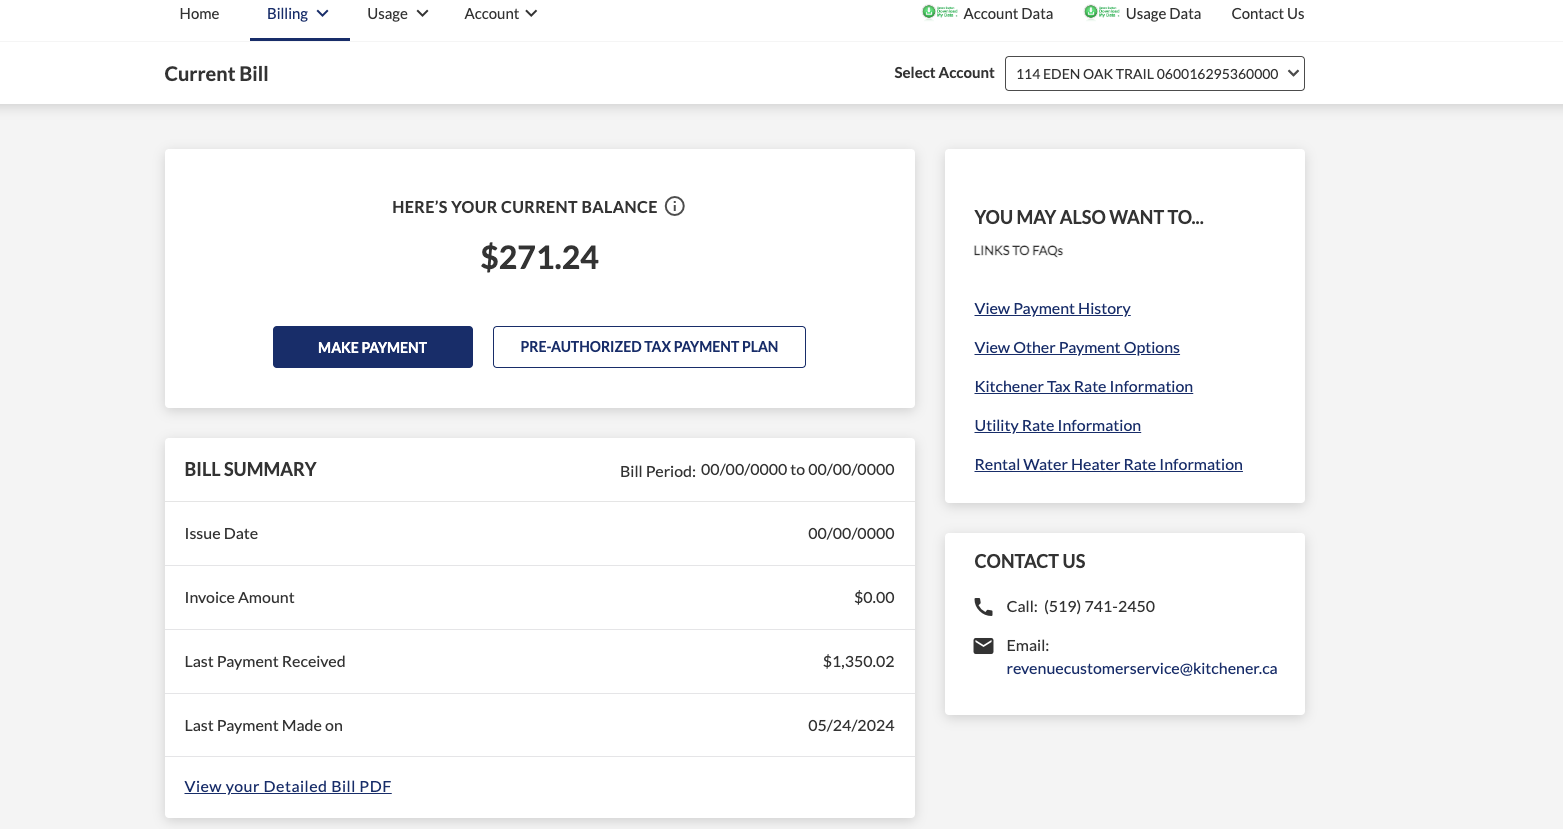 Home Billing Usage Account Account Data Usage Data Contact Us
Current Bill
Select Account 114 EDEN OAK TRAIL 060016295360000
HERE'S YOUR CURRENT BALANCE
$271.24
MAKE PAYMENT PRE-AUTHORIZED TAX PAYMENT PLAN
BILL SUMMARY Bill Period: 00/00/0000 to 00/00/0000
Issue Date 00/00/0000
Invoice Amount $0.00
Last Payment Received $1,350.02
Last Payment Made on 05/24/2024
View your Detailed Bill PDF
YOU MAY ALSO WANT TO...
LINKS TO FAQs
View Payment History
View Other Payment Options
Kitchener Tax Rate Information
Utility Rate Information
Rental Water Heater Rate Information
CONTACT US
Call: (519) 741-2450
Email:
revenuecustomerservice@kitchener.ca